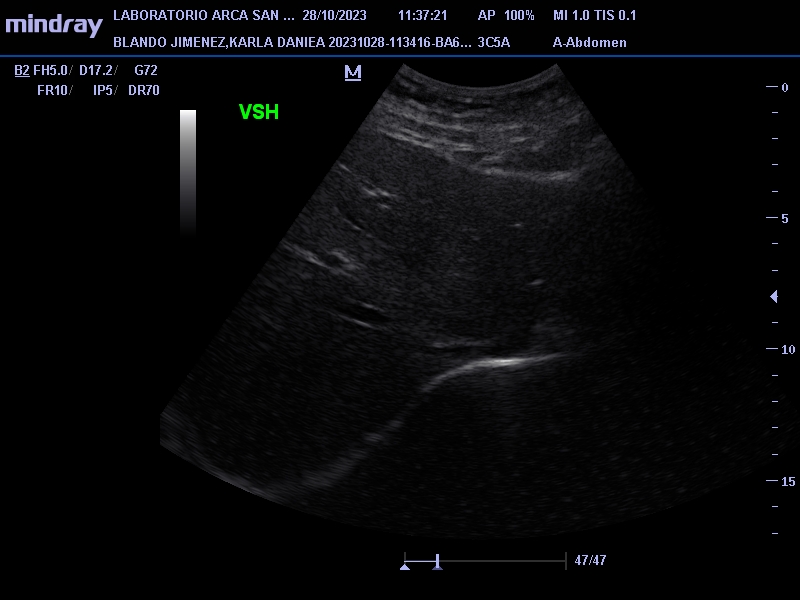 mindray LABORATORIO ARCA SAN ... 28/10/2023 11:37:21 AP 100% MI 1.0 TIS 0.1
BLANDO JIMENEZ,KARLA DANIEA 20231028-113416-BA6... 3C5A A-Abdomen
B2 FH5.0/ D17.2/ G72
FR10/ IP5/ DR70
M
VSH
0
5
10
15
47/47